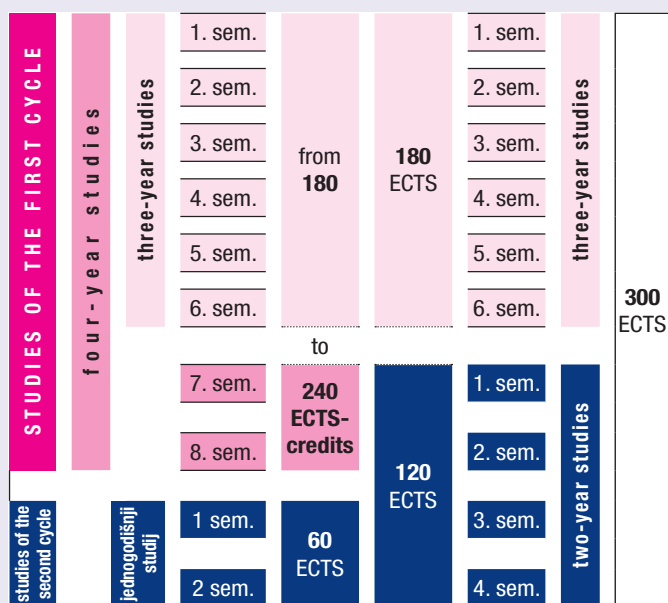 STUDIES OF THE FIRST CYCLE
four-year studies
three-year studies
1. sem.
2. sem.
3. sem.
4. sem.
5. sem.
6. sem.
7. sem.
8. sem.
from
180
to
240
ECTS-
credits
180
ECTS
120
ECTS
1. sem.
2. sem.
3. sem.
4. sem.
5. sem.
6. sem.
1. sem.
2. sem.
3. sem.
4. sem.
three-year studies
two-year studies
300
ECTS
studies of the
second cycle
jednogodišnji
studij
1 sem.
2 sem.
60
ECTS